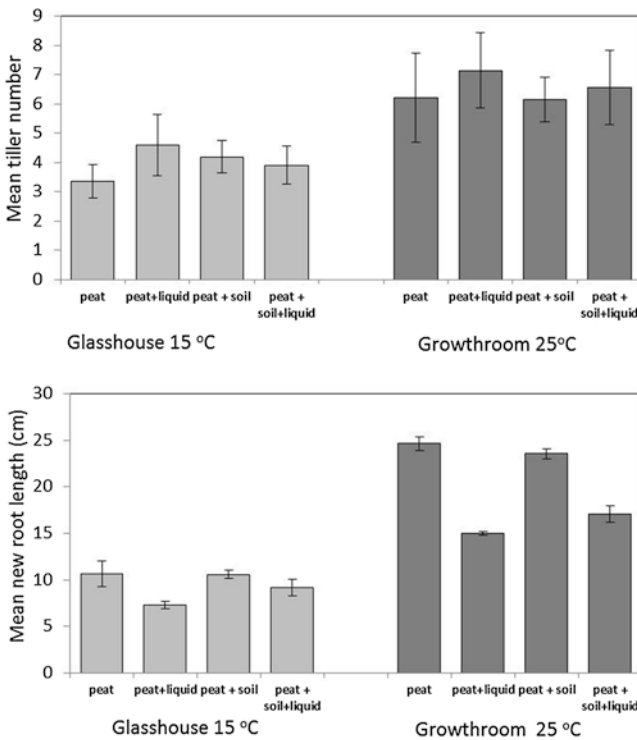 Mean tiller number
9
8
7
6
5
4
3
2
1
0
peat peat+liquid peat + soil peat + soil+liquid peat peat+liquid peat + soil peat + soil+liquid
Glasshouse 15 °C Growthroom 25°C
Mean new root length (cm)
30
25
20
15
10
5
0
peat peat+liquid peat + soil peat + soil+liquid peat peat+liquid peat + soil peat + soil+liquid
Glasshouse 15 °C Growthroom 25 °C